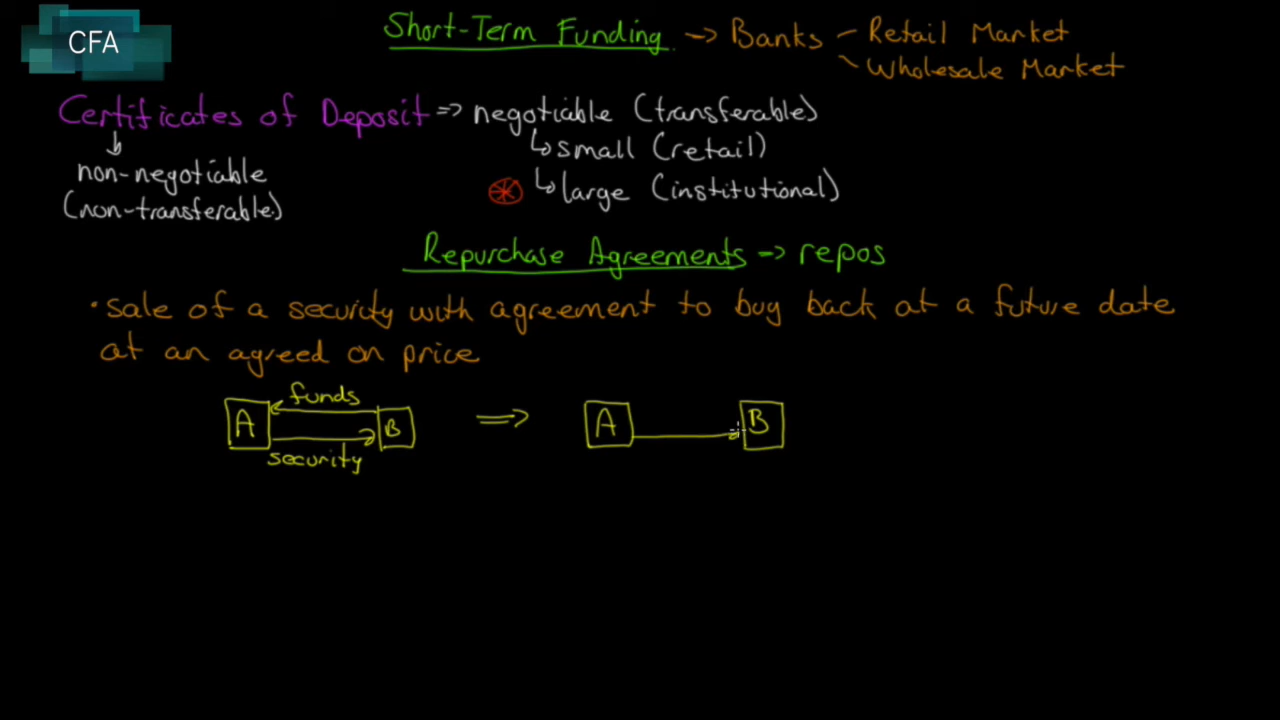 CFA
Short-Term Funding -> Banks - Retail Market
- Wholesale Market
Certificates of Deposit => negotiable (transferable)
non-negotiable
(non-transferable)
↳ small (retail)
↳ large (institutional)
Repurchase Agreements => repos
• sale of a security with agreement to buy back at a future date
at an agreed on price
funds
A B => A B
security